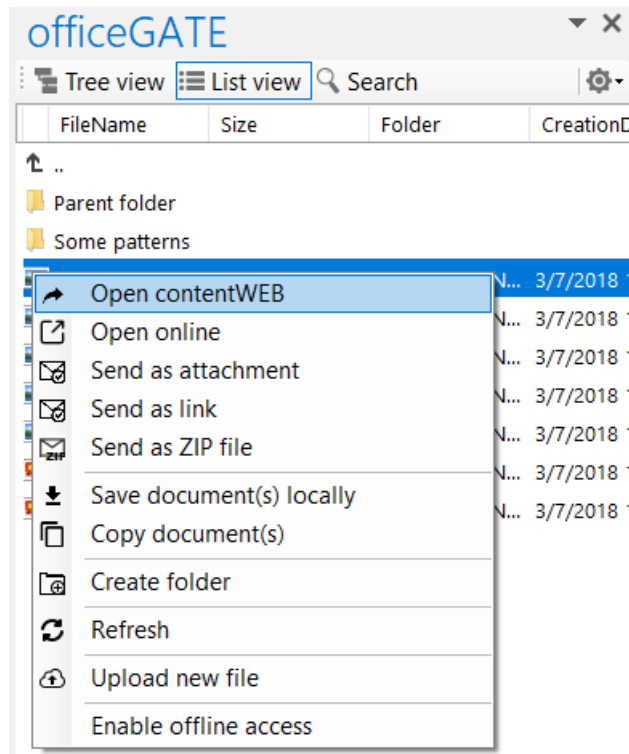 officeGATE
Tree view List view Search
FileName Size Folder CreationD
..
Parent folder
Some patterns
N... 3/7/2018
Open contentWEB
N... 3/7/2018
Open online
N... 3/7/2018
Send as attachment
N... 3/7/2018
Send as link
N... 3/7/2018
Send as ZIP file
ZIP
N... 3/7/2018
Save document(s) locally
N... 3/7/2018
Copy document(s)
Create folder
Refresh
Upload new file
Enable offline access